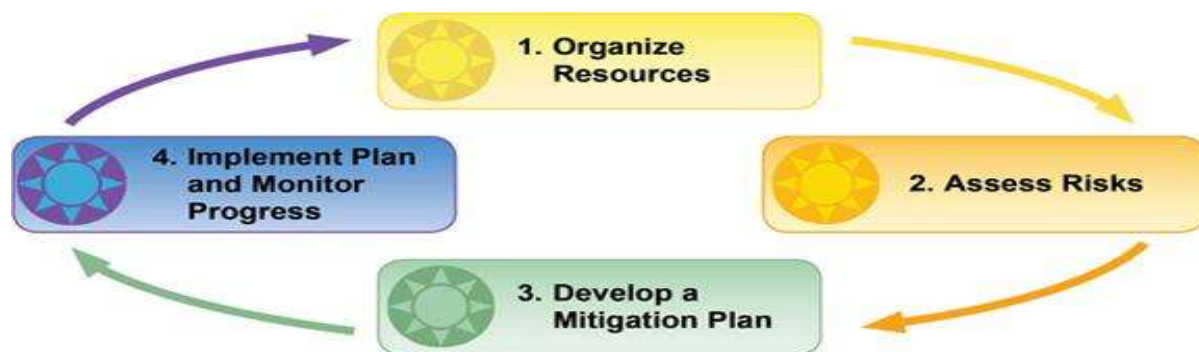 1. Organize
Resources
2. Assess Risks
3. Develop a
Mitigation Plan
4. Implement Plan
and Monitor
Progress